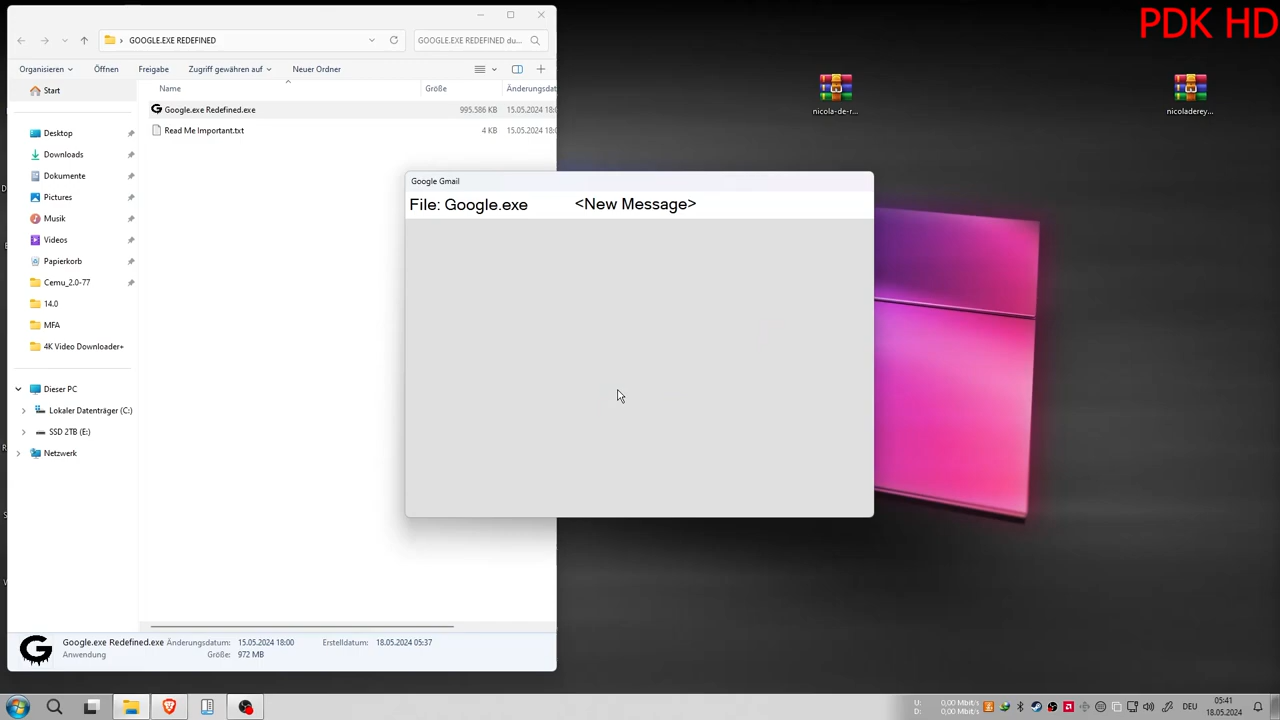 PDK HD
GOOGLE.EXE REDEFINED
GOOGLE.EXE REDEFINED du...
Organisieren
Öffnen
Freigabe
Zugriff gewähren auf
Neuer Ordner
Start
Name
Größe
Änderungsdat
Google.exe Redefined.exe
995.586 KB
15.05.2024 18:0
Read Me Important.txt
4 KB
15.05.2024 18:0
Desktop
Downloads
Dokumente
Pictures
Musik
Videos
Papierkorb
Cemu_2.0-77
14.0
MFA
4K Video Downloader+
Dieser PC
Lokaler Datenträger (C:)
SSD 2TB (E:)
Netzwerk
Google Gmail
File: Google.exe
<New Message>
nicola-de-r...
nicoladerey...
Google.exe Redefined.exe
Änderungsdatum:
15.05.2024 18:00
Erstelldatum:
18.05.2024 05:37
Anwendung
Größe:
972 MB
U:
0,00 Mbit/s
D:
0,00 Mbit/s
DEU
05:41
18.05.2024